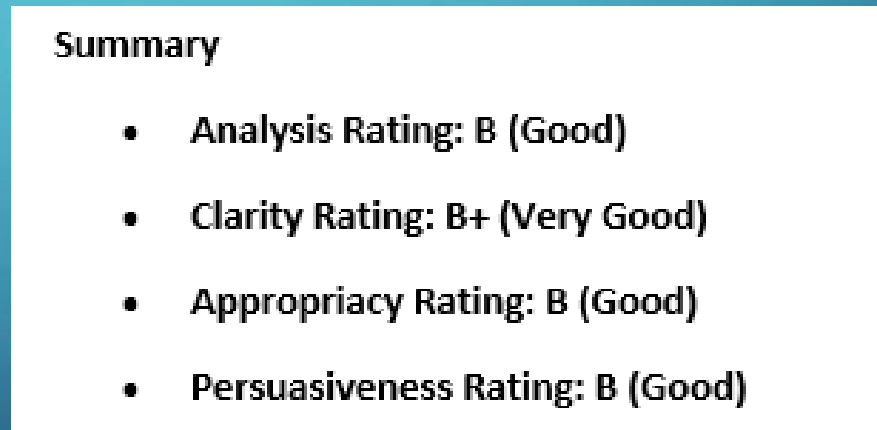 Summary
• Analysis Rating: B (Good)
• Clarity Rating: B+ (Very Good)
• Appropriacy Rating: B (Good)
• Persuasiveness Rating: B (Good)